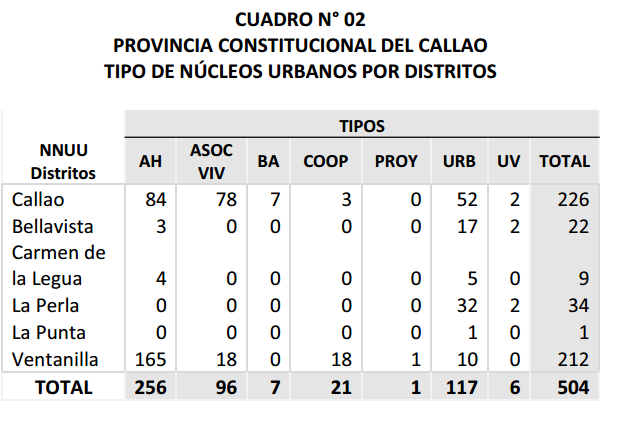 CUADRO N° 02
PROVINCIA CONSTITUCIONAL DEL CALLAO
TIPO DE NÚCLEOS URBANOS POR DISTRITOS
NNUU
Distritos
TIPOS
AH ASOC VIV BA COOP PROY URB UV TOTAL
Callao 84 78 7 3 0 52 2 226
Bellavista 3 0 0 0 0 17 2 22
Carmen de
la Legua 4 0 0 0 0 5 0 9
La Perla 0 0 0 0 0 32 2 34
La Punta 0 0 0 0 0 1 0 1
Ventanilla 165 18 0 18 1 10 0 212
TOTAL 256 96 7 21 1 117 6 504